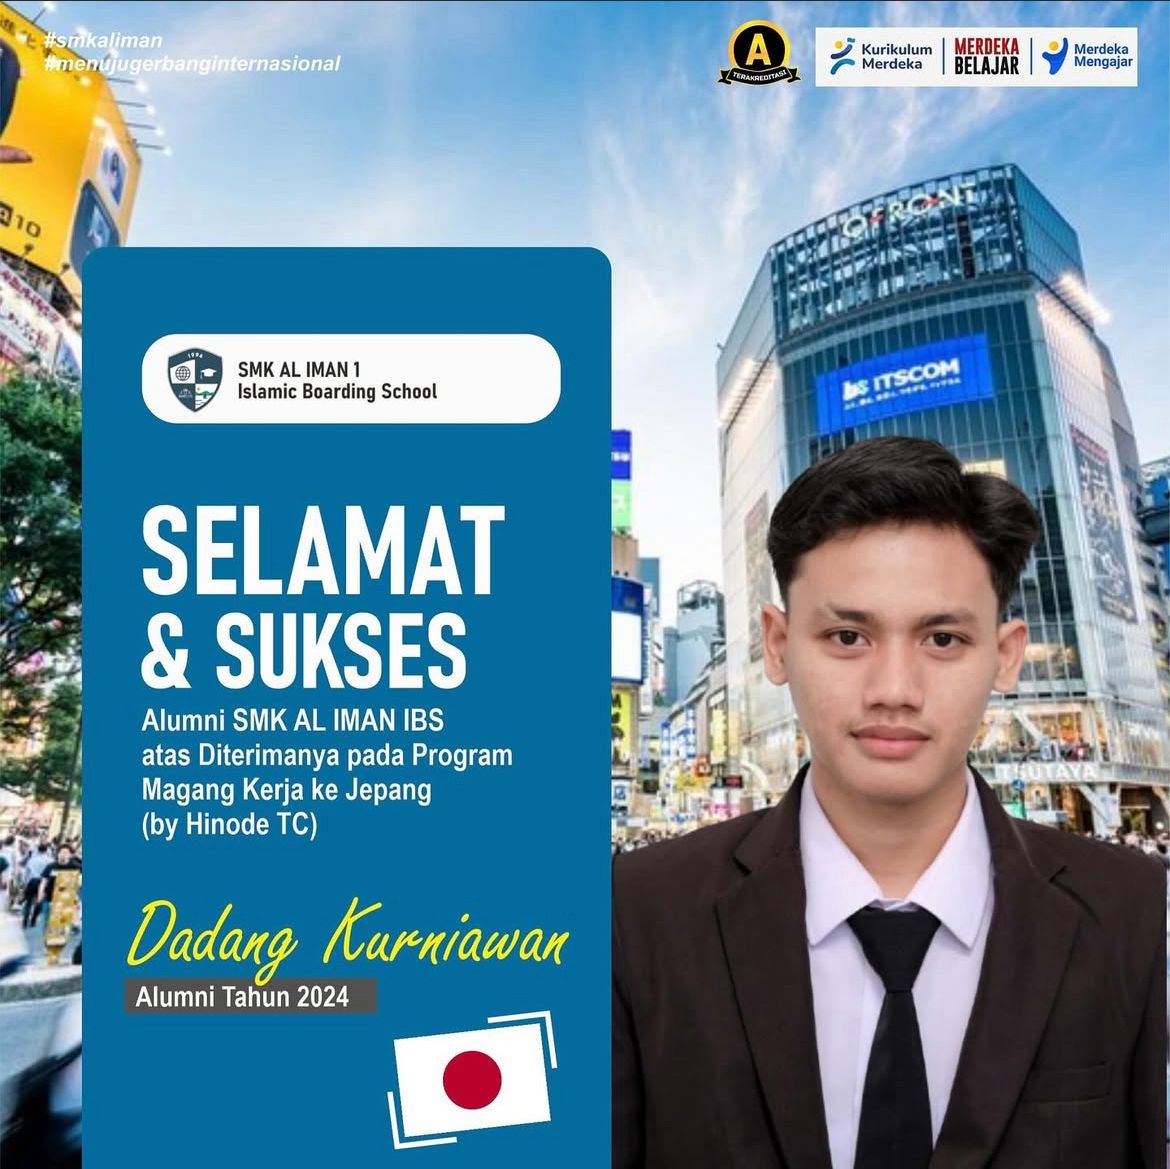 #smkaliman
#menujugerbanginternasional
A
TERAKREDITASI
Kurikulum
Merdeka
MERDEKA
BELAJAR
Merdeka
Mengajar
10
QFRONT
ITSCOM
1994
SMK AL IMAN 1
Islamic Boarding School
SELAMAT
& SUKSES
Alumni SMK AL IMAN IBS
atas Diterimanya pada Program
Magang Kerja ke Jepang
(by Hinode TC)
TSUTAYA
Dadang Kurniawan
Alumni Tahun 2024